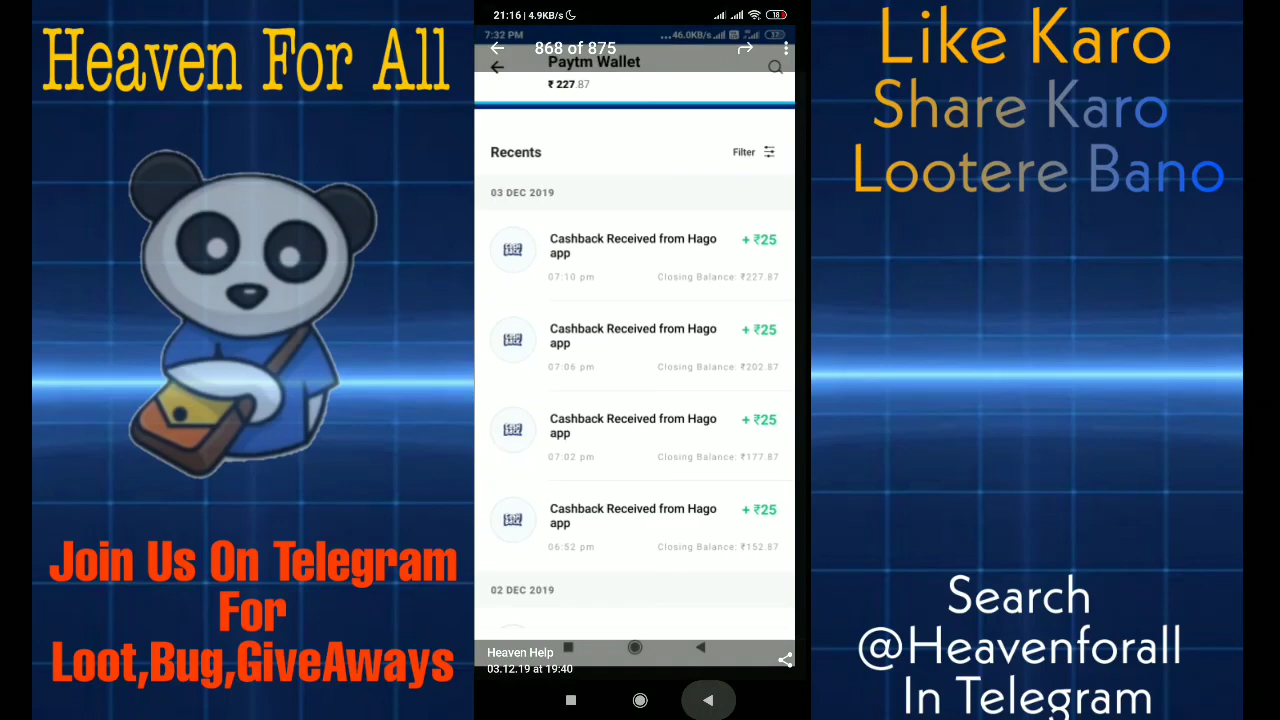 Heaven For All
Join Us On Telegram
For
Loot,Bug,GiveAways
21:16 | 4.9KB/s
18
7:32 PM
...46.0KB/s
37
868 of 875
Paytm Wallet
₹ 227.87
Recents
Filter
03 DEC 2019
Cashback Received from Hago
app
+ ₹25
07:10 pm
Closing Balance: ₹227.87
Cashback Received from Hago
app
+ ₹25
07:06 pm
Closing Balance: ₹202.87
Cashback Received from Hago
app
+ ₹25
07:02 pm
Closing Balance: ₹177.87
Cashback Received from Hago
app
+ ₹25
06:52 pm
Closing Balance: ₹152.87
02 DEC 2019
Heaven Help
03.12.19 at 19:40
Like Karo
Share Karo
Lootere Bano
Search
@Heavenforall
In Telegram